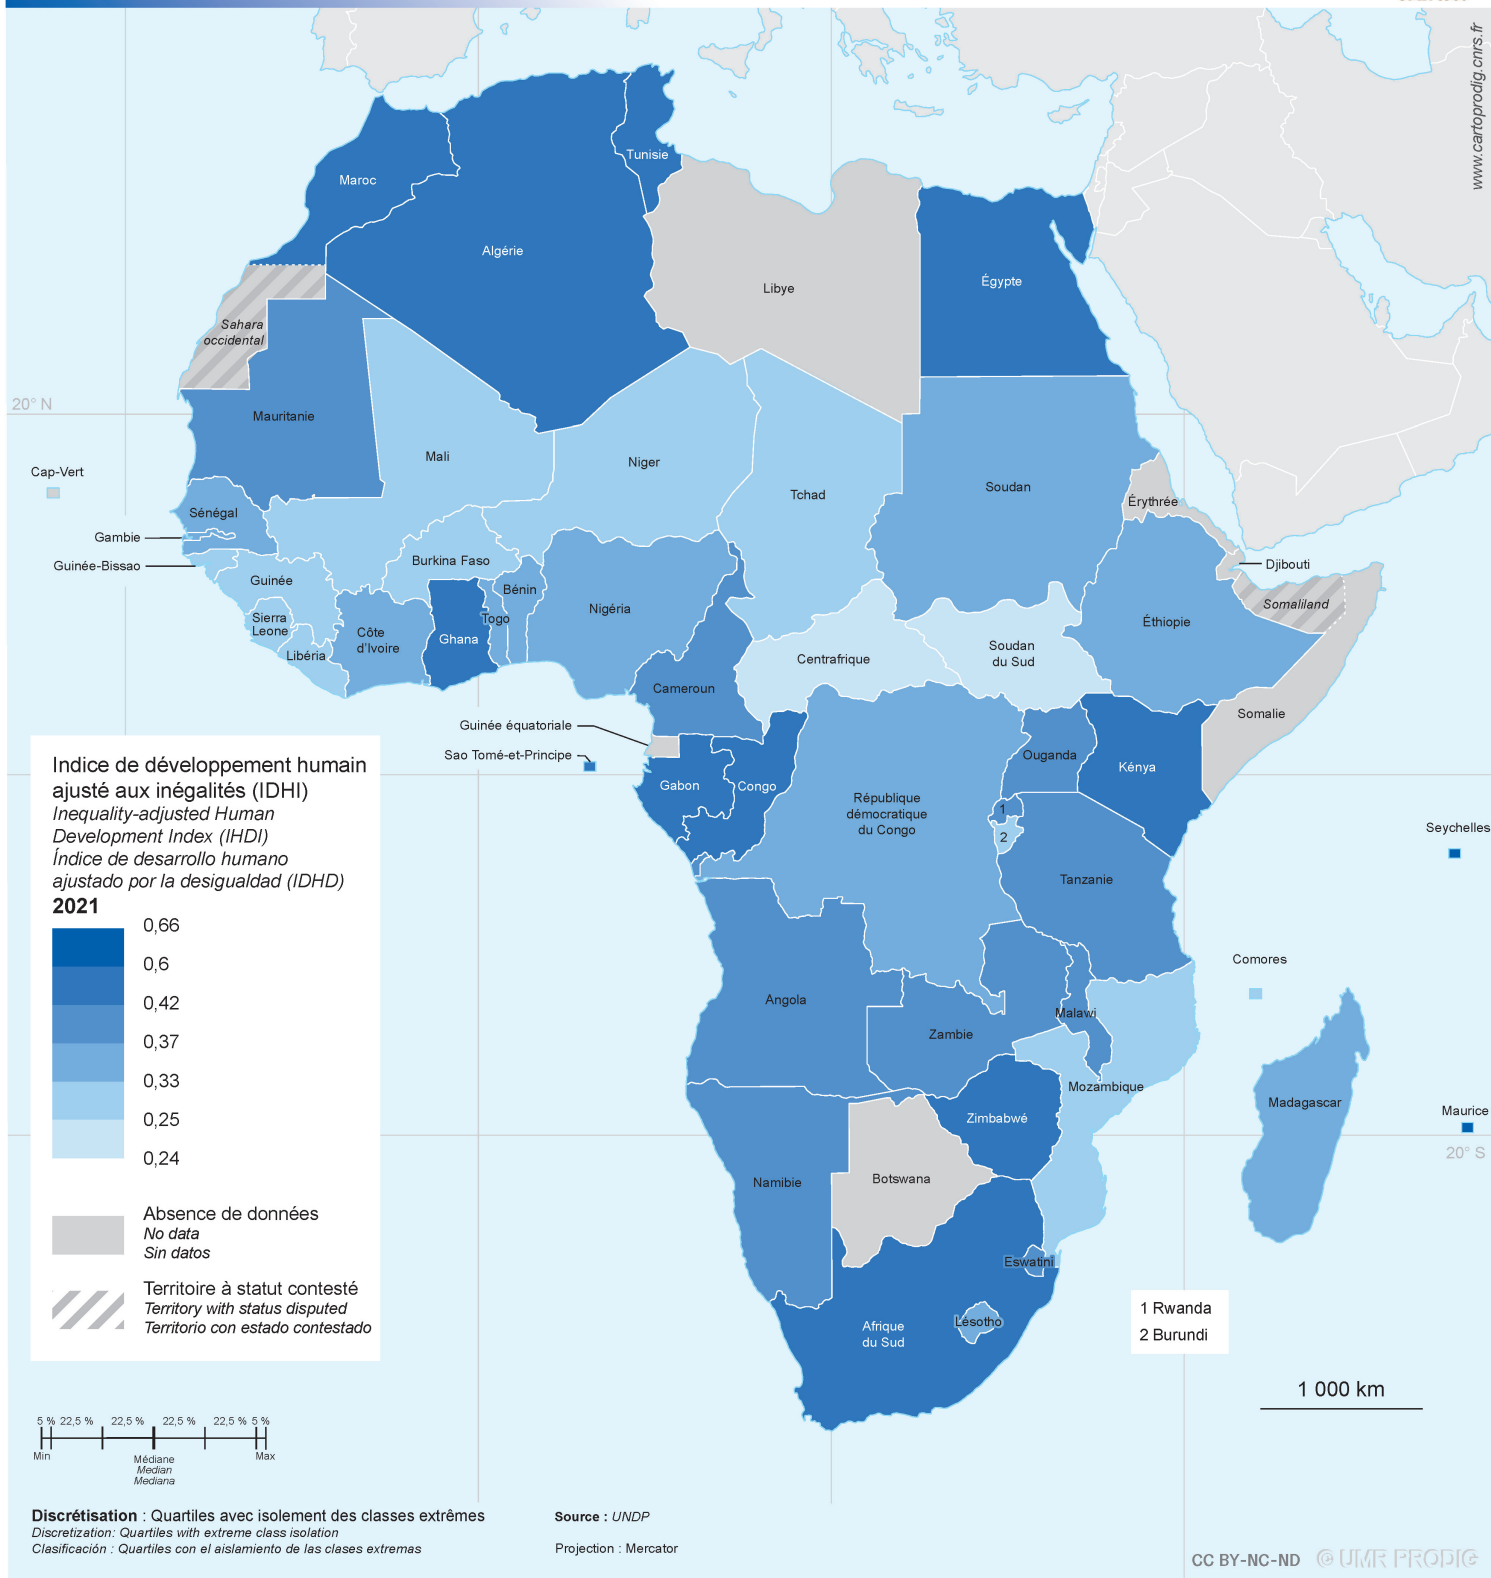 www.cartoprodig.cnrs.fr
Tunisie
Maroc
Algérie
Libye
Égypte
Sahara
occidental
20° N
Mauritanie
Mali
Niger
Tchad
Soudan
Érythrée
Cap-Vert
Sénégal
Gambie
Guinée-Bissao
Guinée
Burkina Faso
Bénin
Togo
Nigéria
Djibouti
Somaliland
Éthiopie
Sierra
Leone
Libéria
Côte
d'Ivoire
Ghana
Centrafrique
Soudan
du Sud
Cameroun
Somalie
Guinée équatoriale
Sao Tomé-et-Principe
Gabon
Congo
Ouganda
Kénya
République
démocratique
du Congo
1
2
Seychelles
Tanzanie
Comores
Angola
Malawi
Zambie
Mozambique
Madagascar
Maurice
20° S
Zimbabwé
Namibie
Botswana
Eswatini
Lésotho
Afrique
du Sud
Indice de développement humain
ajusté aux inégalités (IDHI)
Inequality-adjusted Human
Development Index (IHDI)
Índice de desarrollo humano
ajustado por la desigualdad (IDHD)
2021
0,66
0,6
0,42
0,37
0,33
0,25
0,24
Absence de données
No data
Sin datos
Territoire à statut contesté
Territory with status disputed
Territorio con estado contestado
1 Rwanda
2 Burundi
1 000 km
5 % 22,5 % 22,5 % 22,5 % 22,5 % 5 %
Min Max
Médiane
Median
Mediana
Discrétisation : Quartiles avec isolement des classes extrêmes
Discretization: Quartiles with extreme class isolation
Clasificación : Quartiles con el aislamiento de las clases extremas
Source : UNDP
Projection : Mercator
CC BY-NC-ND © UMR PRODIG